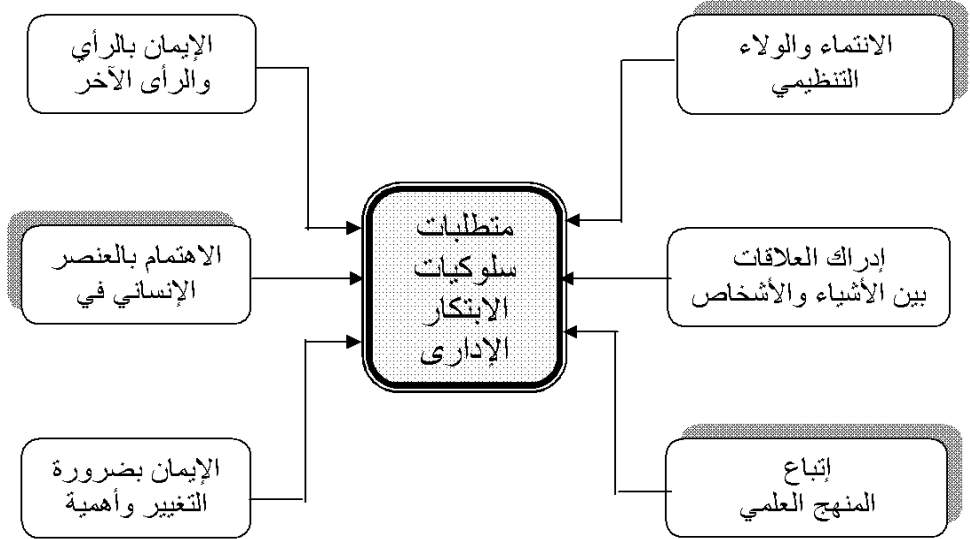 الانتماء والولاء
التنظيمي
الإيمان بالرأي
والرأى الآخر
متطلبات
سلوكيات
الابتكار
الإدارى
إدراك العلاقات
بين الأشياء والأشخاص
الاهتمام بالعنصر
الإنساني في
إتباع
المنهج العلمي
الإيمان بضرورة
التغيير وأهمية